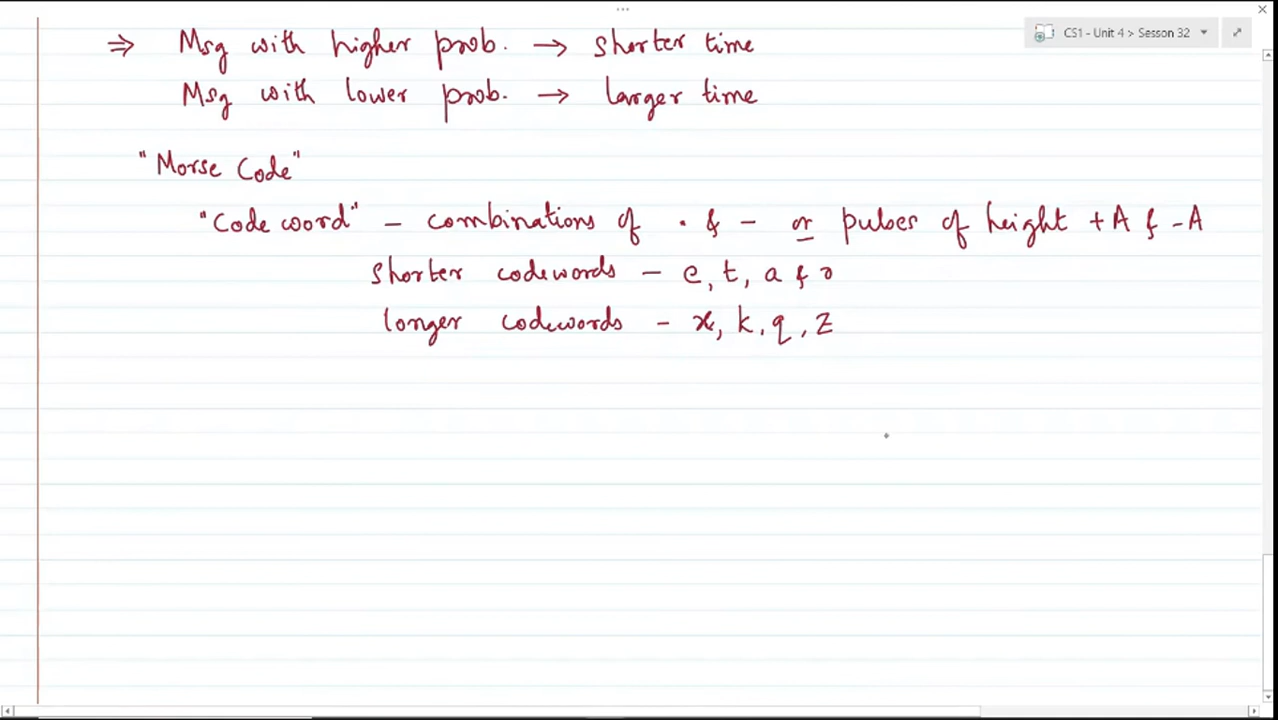 CS1 - Unit 4 > Sesson 32
⇒ Msg with higher prob. → shorter time
Msg with lower prob. → larger time
"Morse Code"
"Code word" - combinations of · & - or pulses of height +A & -A
Shorter codewords - e, t, a & o
longer codewords - x, k, q, z